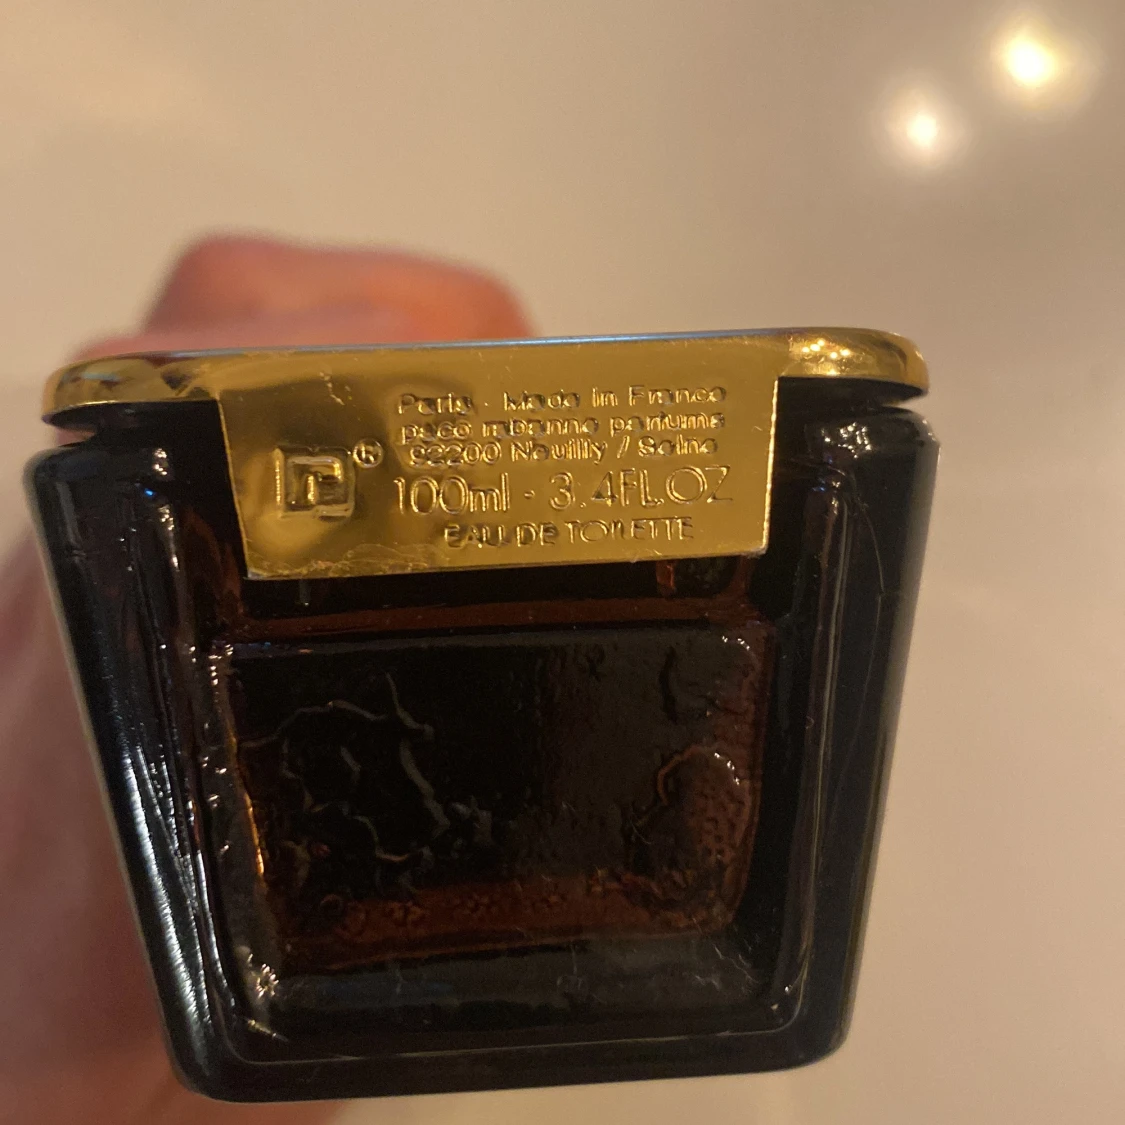 Paris - Made in France
paco rabanne parfums
92200 Neuilly / Seine
r®
100ml - 3.4FL.OZ
EAU DE TOILETTE